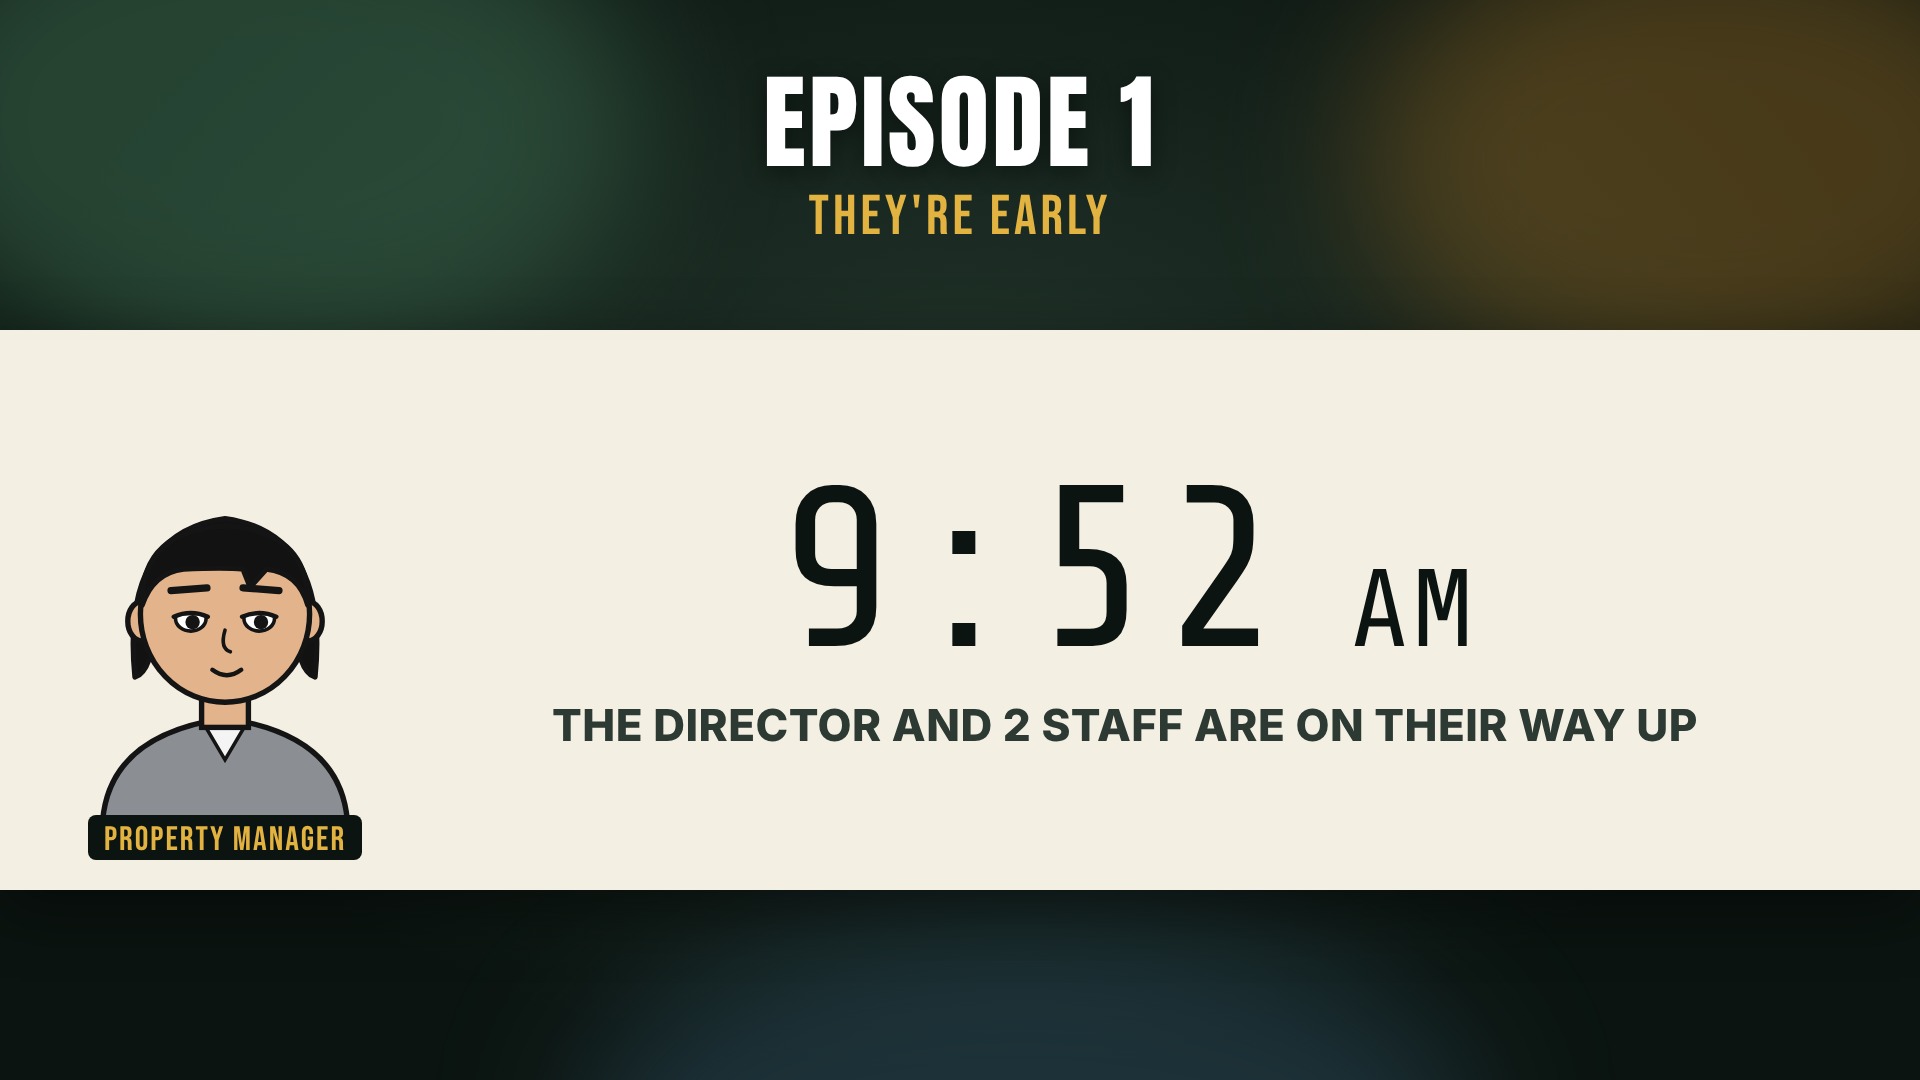 EPISODE 1
THEY'RE EARLY
9:52 AM
THE DIRECTOR AND 2 STAFF ARE ON THEIR WAY UP
PROPERTY MANAGER